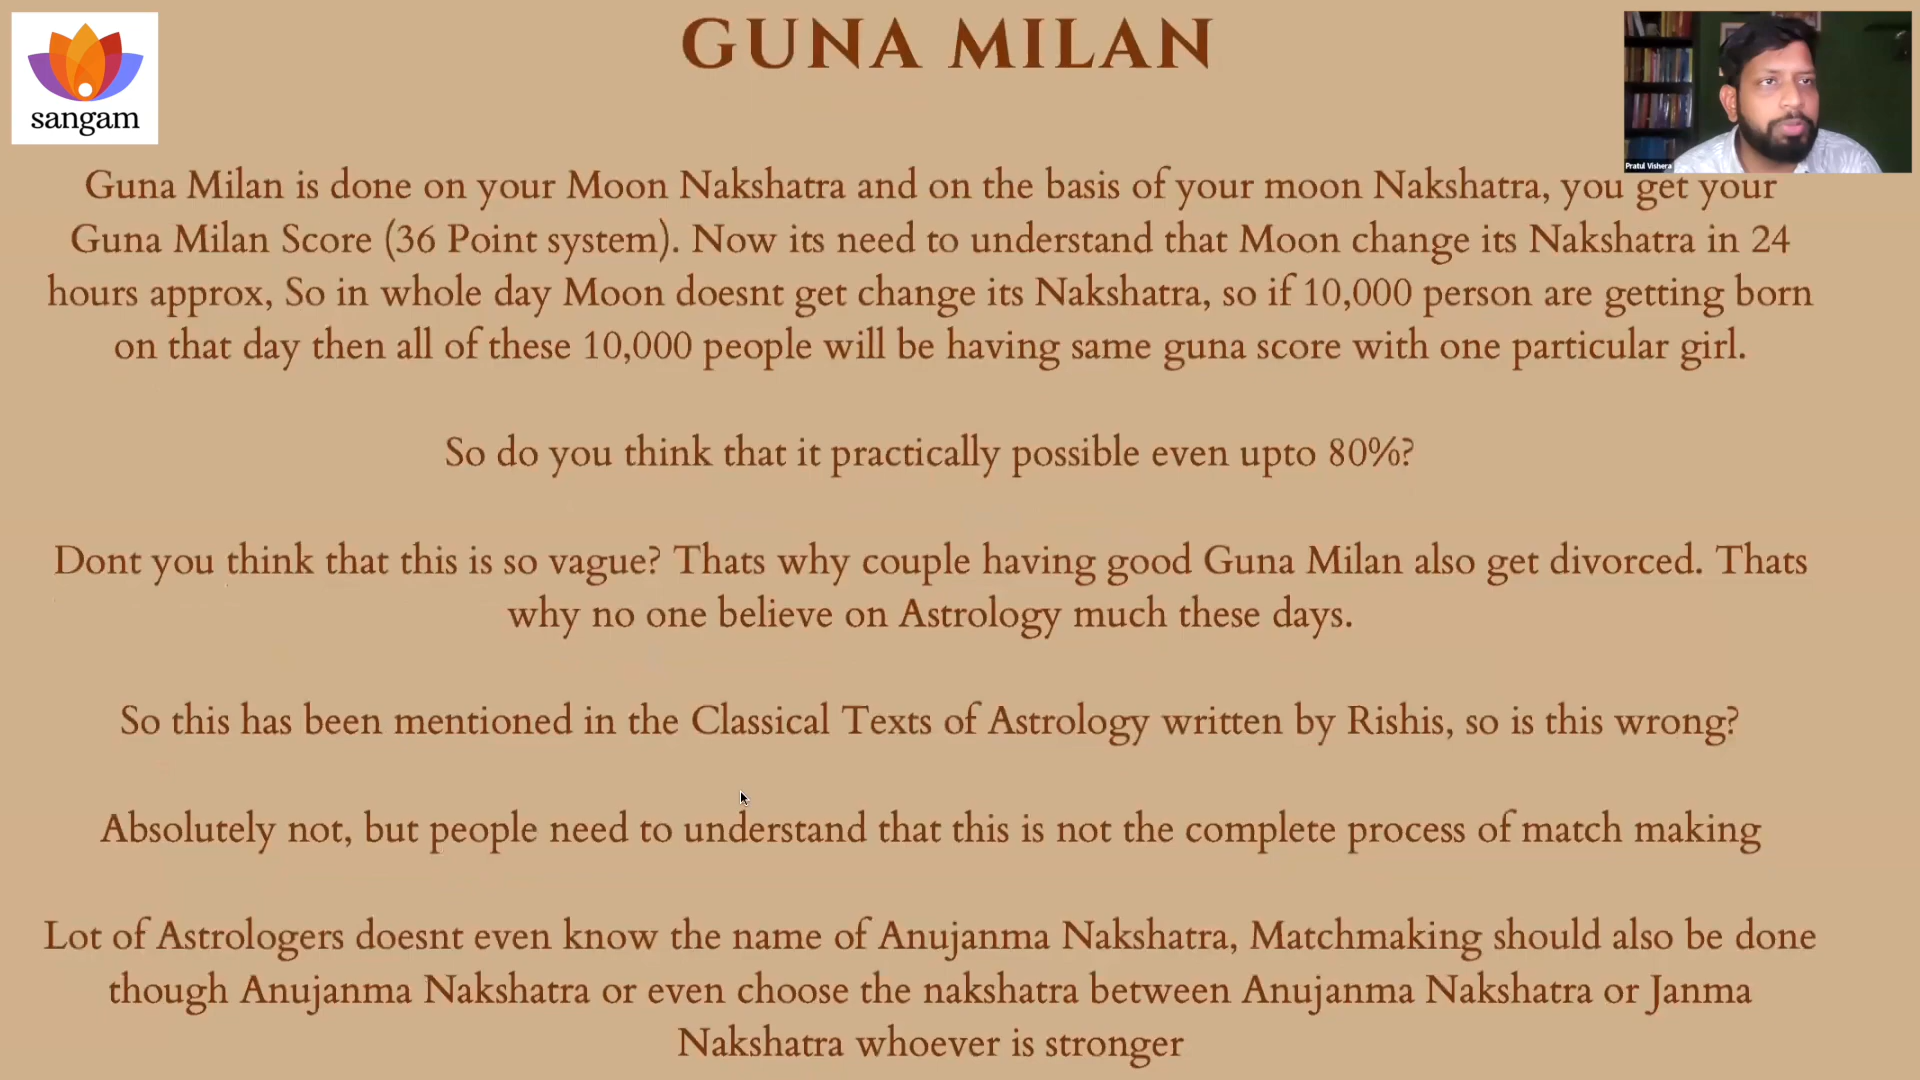 GUNA MILAN
sangam
Pratul Vishera
Guna Milan is done on your Moon Nakshatra and on the basis of your moon Nakshatra, you get your
Guna Milan Score (36 Point system). Now its need to understand that Moon change its Nakshatra in 24
hours approx, So in whole day Moon doesnt get change its Nakshatra, so if 10,000 person are getting born
on that day then all of these 10,000 people will be having same guna score with one particular girl.
So do you think that it practically possible even upto 80%?
Dont you think that this is so vague? Thats why couple having good Guna Milan also get divorced. Thats
why no one believe on Astrology much these days.
So this has been mentioned in the Classical Texts of Astrology written by Rishis, so is this wrong?
Absolutely not, but people need to understand that this is not the complete process of match making
Lot of Astrologers doesnt even know the name of Anujanma Nakshatra, Matchmaking should also be done
though Anujanma Nakshatra or even choose the nakshatra between Anujanma Nakshatra or Janma
Nakshatra whoever is stronger